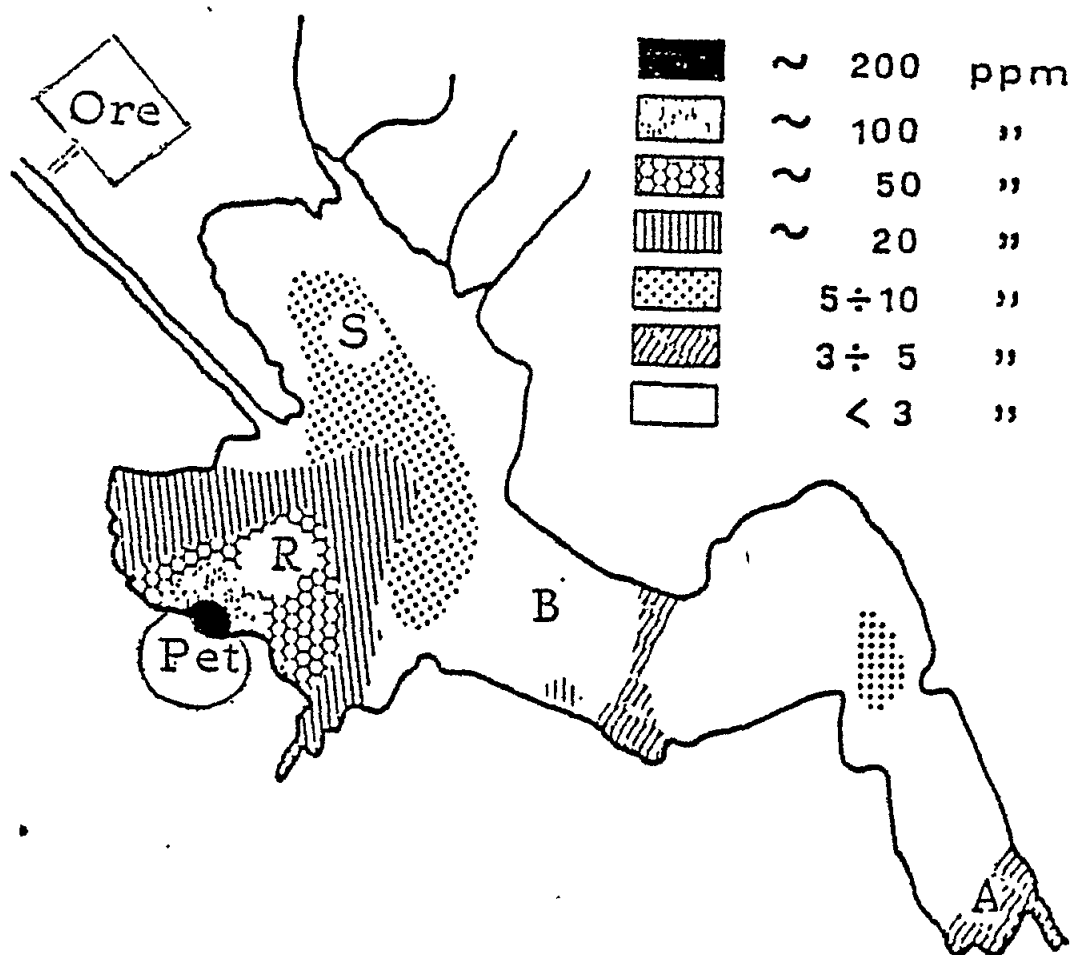 Ore
~ 200 ppm
~ 100 „
~ 50 „
~ 20 „
5÷10 „
3÷ 5 „
< 3 „
S
R
B
Pet
A